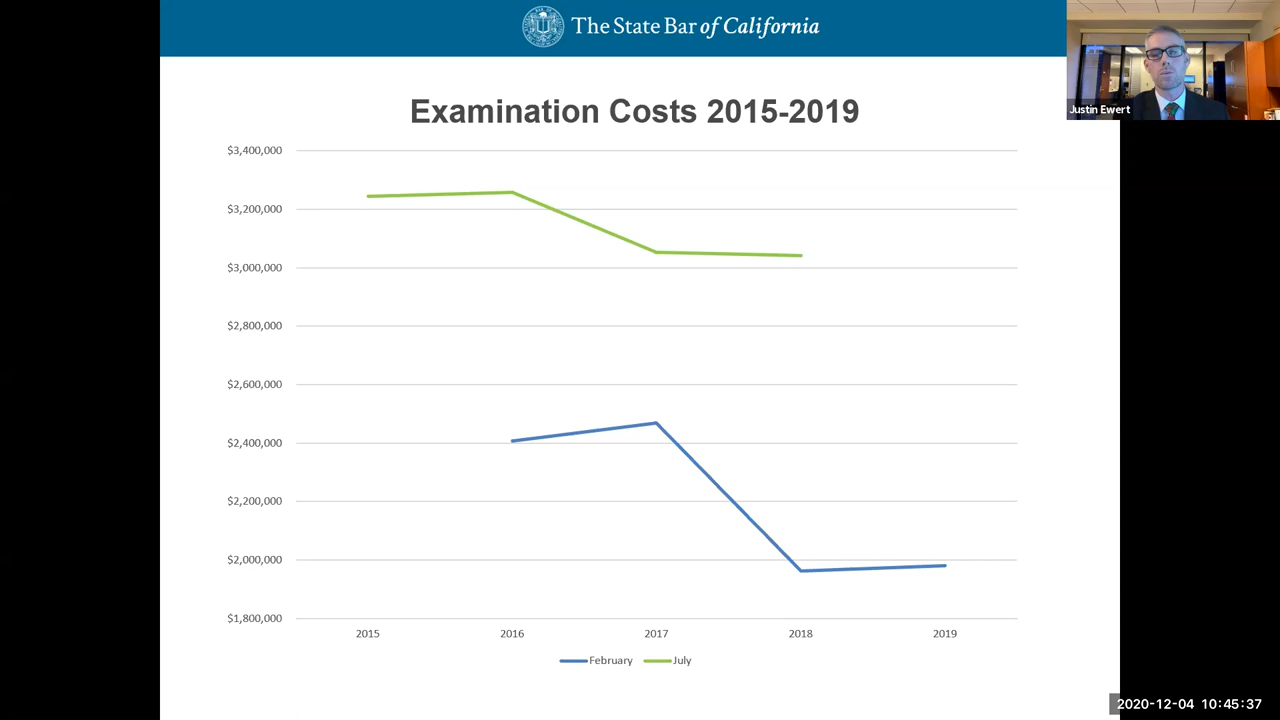 The State Bar of California
Justin Ewert
Examination Costs 2015-2019
$3,400,000
$3,200,000
$3,000,000
$2,800,000
$2,600,000
$2,400,000
$2,200,000
$2,000,000
$1,800,000
2015 2016 2017 2018 2019
February July
2020-12-04 10:45:37